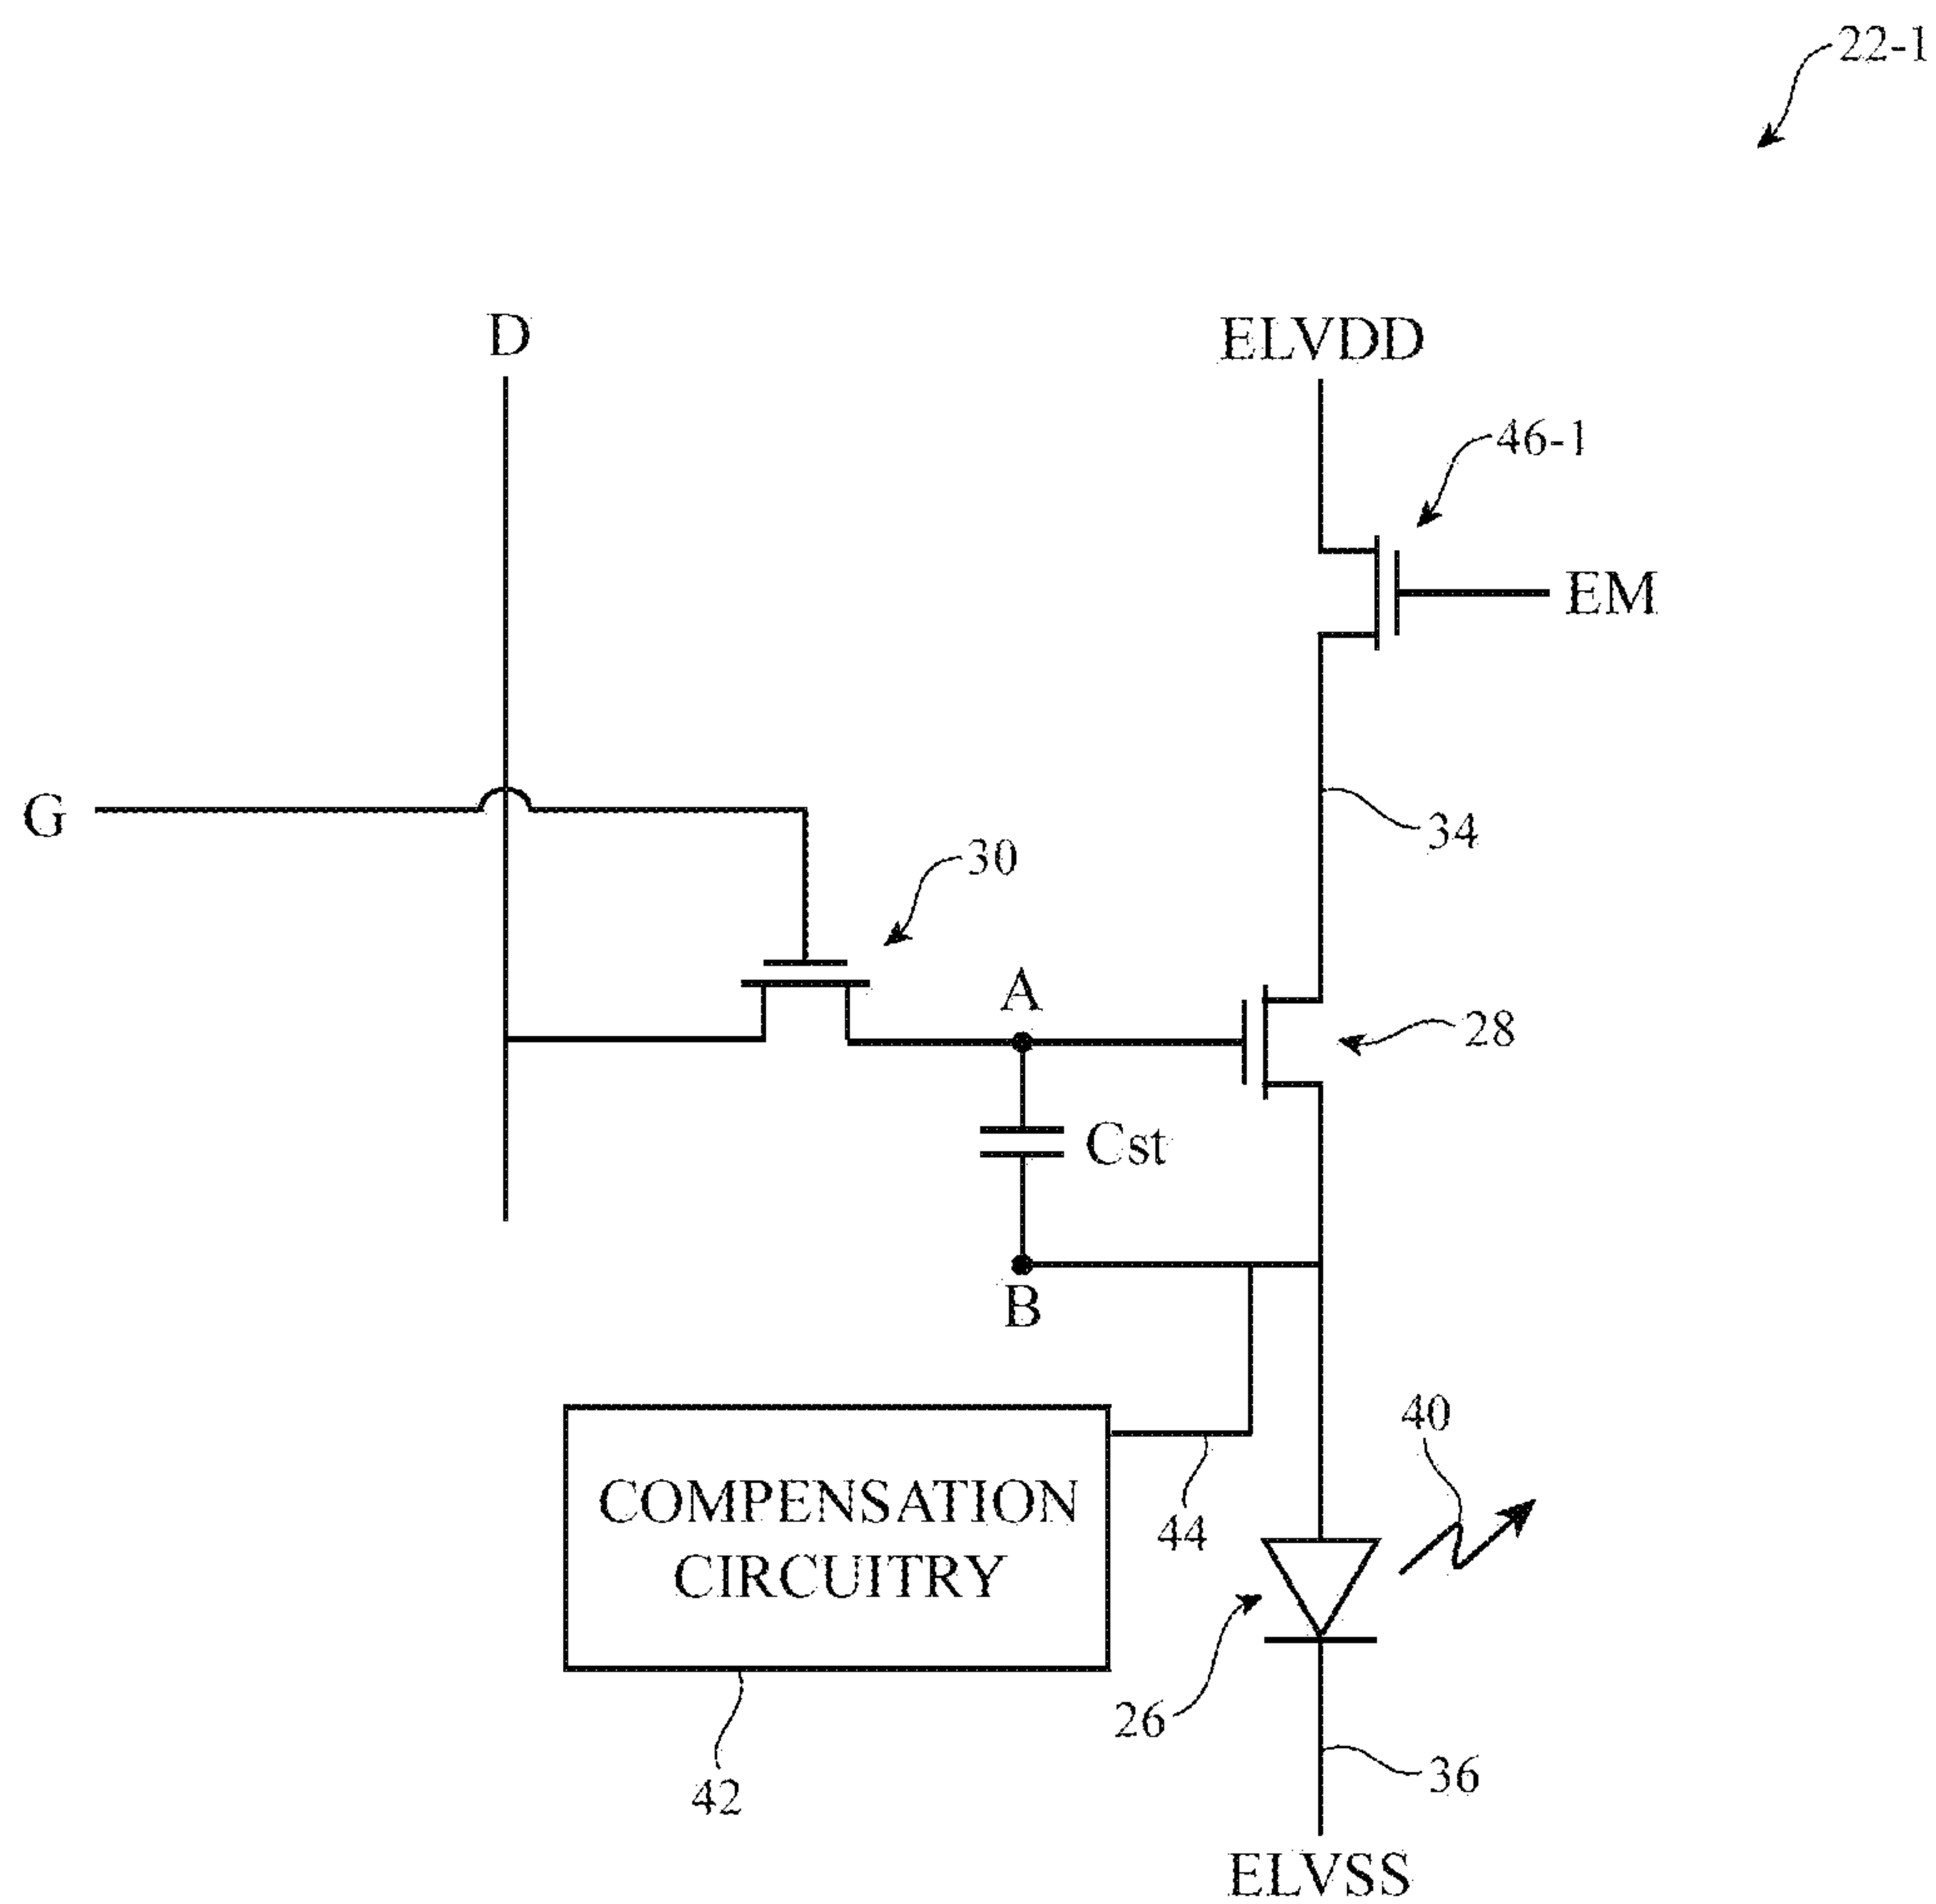 22-1
D
ELVDD
46-1
EM
G
34
30
A
28
Cst
B
40
COMPENSATION
CIRCUITRY
44
26
42
36
ELVSS